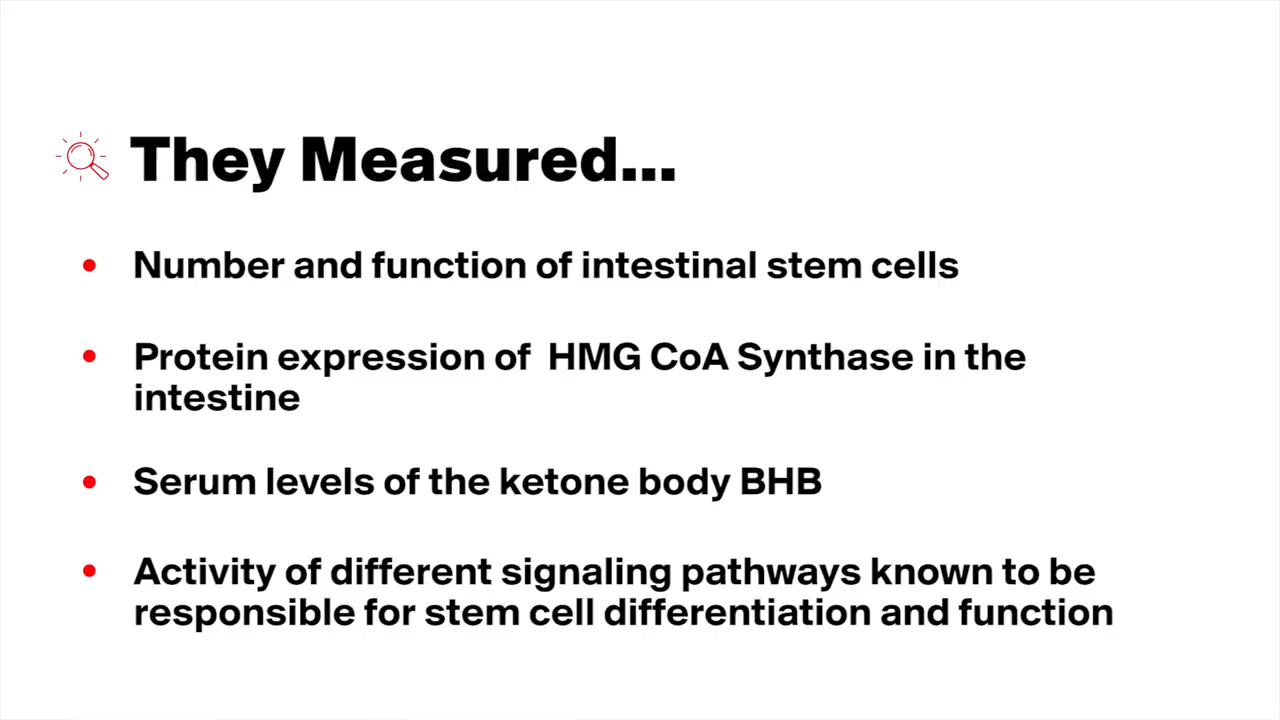 They Measured...
Number and function of intestinal stem cells
Protein expression of  HMG CoA Synthase in the
intestine
Serum levels of the ketone body BHB
Activity of different signaling pathways known to be
responsible for stem cell differentiation and function